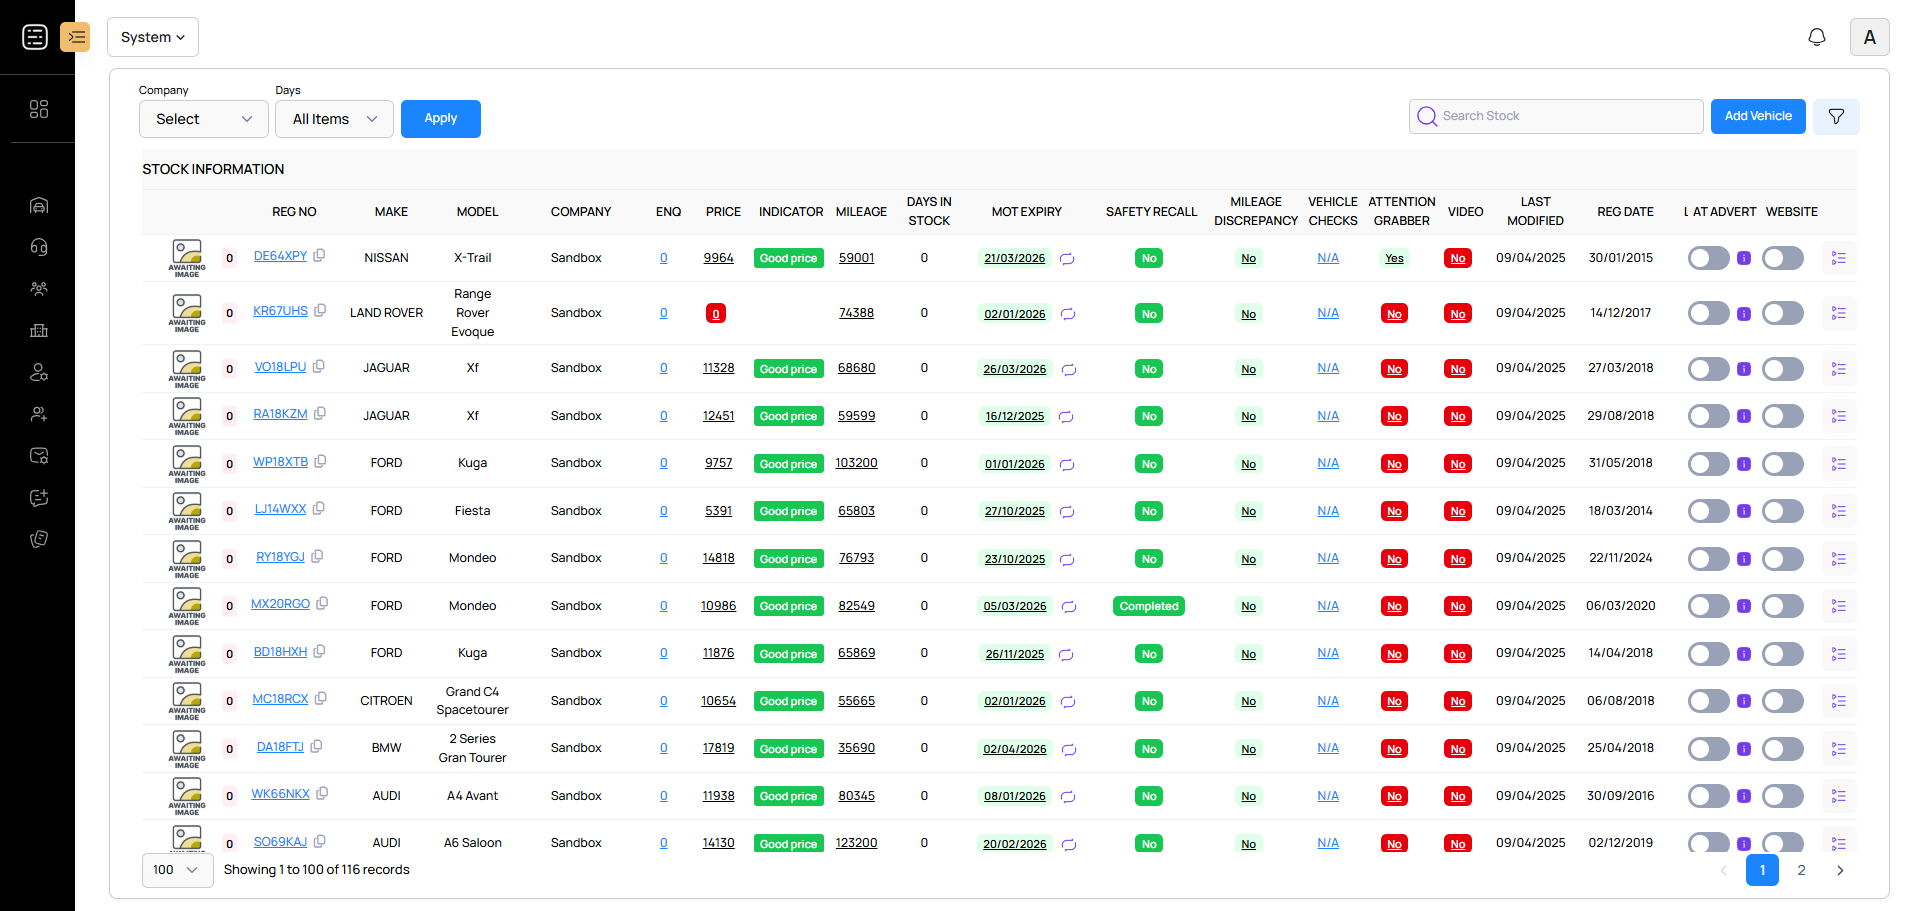 System
A
Company
Days
Select
All Items
Apply
Search Stock
Add Vehicle
STOCK INFORMATION
REG NO MAKE MODEL COMPANY ENQ PRICE INDICATOR MILEAGE DAYS IN STOCK MOT EXPIRY SAFETY RECALL MILEAGE DISCREPANCY VEHICLE CHECKS ATTENTION GRABBER VIDEO LAST MODIFIED REG DATE AT ADVERT WEBSITE
AWAITING IMAGE 0 DE64XPY NISSAN X-Trail Sandbox 0 9964 Good price 59001 0 21/03/2026 No No N/A Yes No 09/04/2025 30/01/2015
AWAITING IMAGE 0 KR67UHS LAND ROVER Range Rover Evoque Sandbox 0 0 74388 0 02/01/2026 No No N/A No No 09/04/2025 14/12/2017
AWAITING IMAGE 0 VO18LPU JAGUAR Xf Sandbox 0 11328 Good price 68680 0 26/03/2026 No No N/A No No 09/04/2025 27/03/2018
AWAITING IMAGE 0 RA18KZM JAGUAR Xf Sandbox 0 12451 Good price 59599 0 16/12/2025 No No N/A No No 09/04/2025 29/08/2018
AWAITING IMAGE 0 WP18XTB FORD Kuga Sandbox 0 9757 Good price 103200 0 01/01/2026 No No N/A No No 09/04/2025 31/05/2018
AWAITING IMAGE 0 LJ14WXX FORD Fiesta Sandbox 0 5391 Good price 65803 0 27/10/2025 No No N/A No No 09/04/2025 18/03/2014
AWAITING IMAGE 0 RY18YGJ FORD Mondeo Sandbox 0 14818 Good price 76793 0 23/10/2025 No No N/A No No 09/04/2025 22/11/2024
AWAITING IMAGE 0 MX20RGO FORD Mondeo Sandbox 0 10986 Good price 82549 0 05/03/2026 Completed No N/A No No 09/04/2025 06/03/2020
AWAITING IMAGE 0 BD18HXH FORD Kuga Sandbox 0 11876 Good price 65869 0 26/11/2025 No No N/A No No 09/04/2025 14/04/2018
AWAITING IMAGE 0 MC18RCX CITROEN Grand C4 Spacetourer Sandbox 0 10654 Good price 55665 0 02/01/2026 No No N/A No No 09/04/2025 06/08/2018
AWAITING IMAGE 0 DA18FTJ BMW 2 Series Gran Tourer Sandbox 0 17819 Good price 35690 0 02/04/2026 No No N/A No No 09/04/2025 25/04/2018
AWAITING IMAGE 0 WK66NKX AUDI A4 Avant Sandbox 0 11938 Good price 80345 0 08/01/2026 No No N/A No No 09/04/2025 30/09/2016
0 SO69KAJ AUDI A6 Saloon Sandbox 0 14130 Good price 123200 0 20/02/2026 No No N/A No No 09/04/2025 02/12/2019
100 Showing 1 to 100 of 116 records
1 2